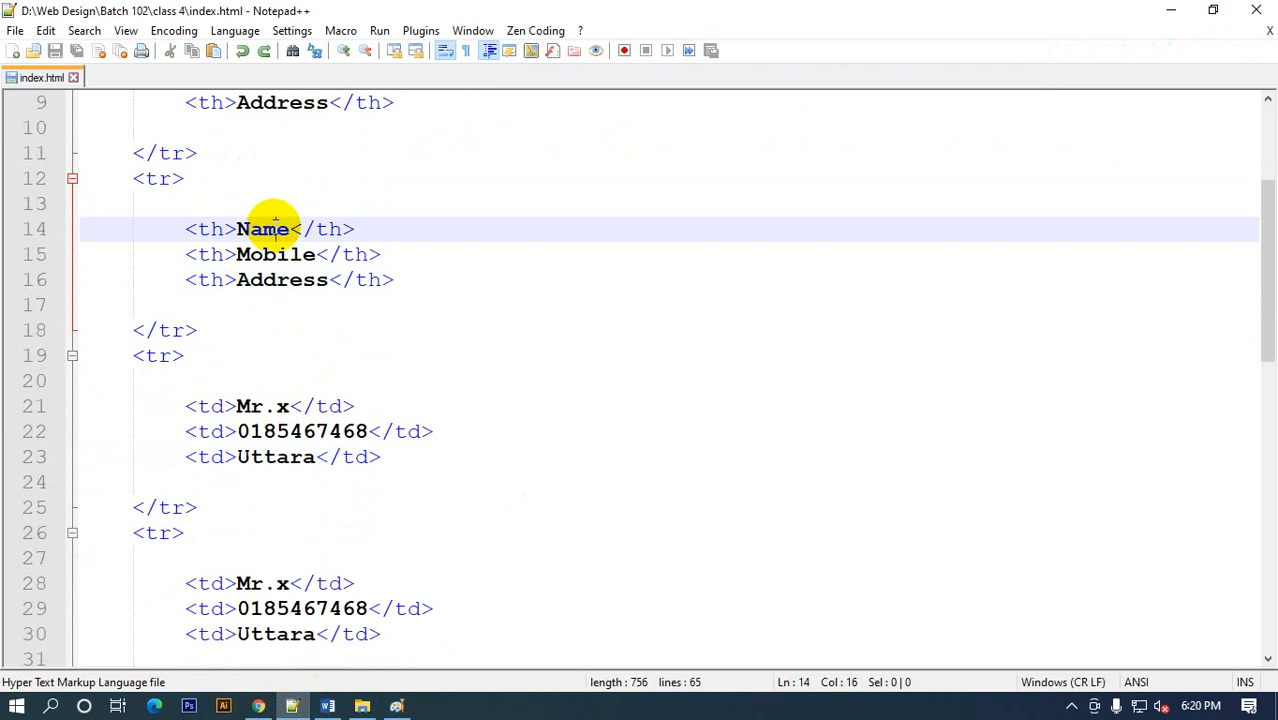 D:\Web Design\Batch 102\class 4\index.html - Notepad++
File Edit Search View Encoding Language Settings Macro Run Plugins Window Zen Coding ? X
index.html
9 <th>Address</th>
10
11 </tr>
12 <tr>
13
14 <th>Name</th>
15 <th>Mobile</th>
16 <th>Address</th>
17
18 </tr>
19 <tr>
20
21 <td>Mr.x</td>
22 <td>0185467468</td>
23 <td>Uttara</td>
24
25 </tr>
26 <tr>
27
28 <td>Mr.x</td>
29 <td>0185467468</td>
30 <td>Uttara</td>
31
Hyper Text Markup Language file length : 756 lines : 65 Ln : 14 Col : 16 Sel : 0 | 0 Windows (CR LF) ANSI INS
Ps Ai 6:20 PM